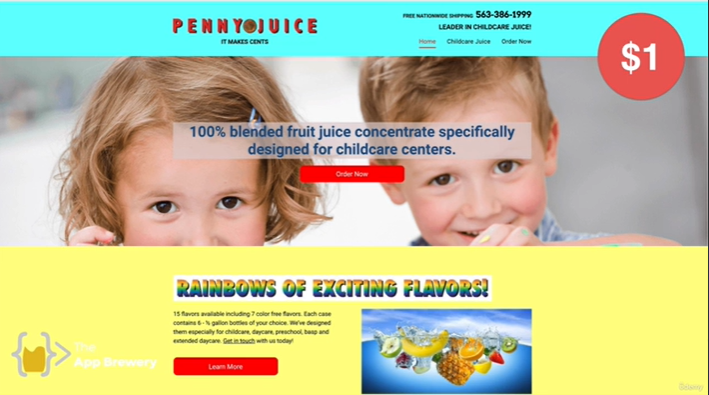 PENNY JUICE
IT MAKES CENTS
FREE NATIONWIDE SHIPPING 563-386-1999
LEADER IN CHILDCARE JUICE!
Home Childcare Juice Order Now
$1
100% blended fruit juice concentrate specifically
designed for childcare centers.
Order Now
RAINBOWS OF EXCITING FLAVORS!
15 flavors available including 7 color free flavors. Each case
contains 6 - ½ gallon bottles of your choice. We've designed
them especially for childcare, daycare, preschool, basp and
extended daycare. Get in touch with us today!
Learn More
The
App Brewery
Udemy